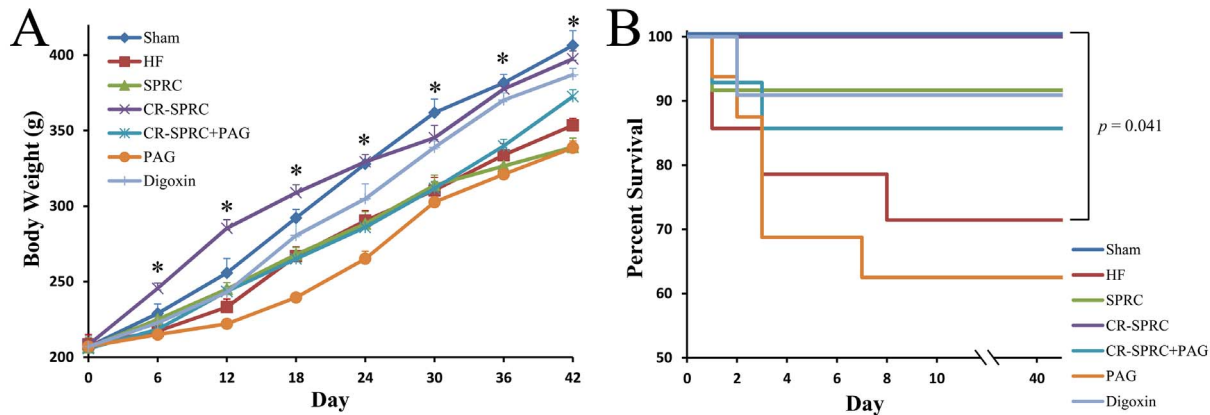 A
Body Weight (g)
400
350
300
250
200
Sham
HF
SPRC
CR-SPRC
CR-SPRC+PAG
PAG
Digoxin
* * * * * * *
0 6 12 18 24 30 36 42
Day
B
Percent Survival
100
90
80
70
60
50
p = 0.041
Sham
HF
SPRC
CR-SPRC
CR-SPRC+PAG
PAG
Digoxin
0 2 4 6 8 10 40
Day